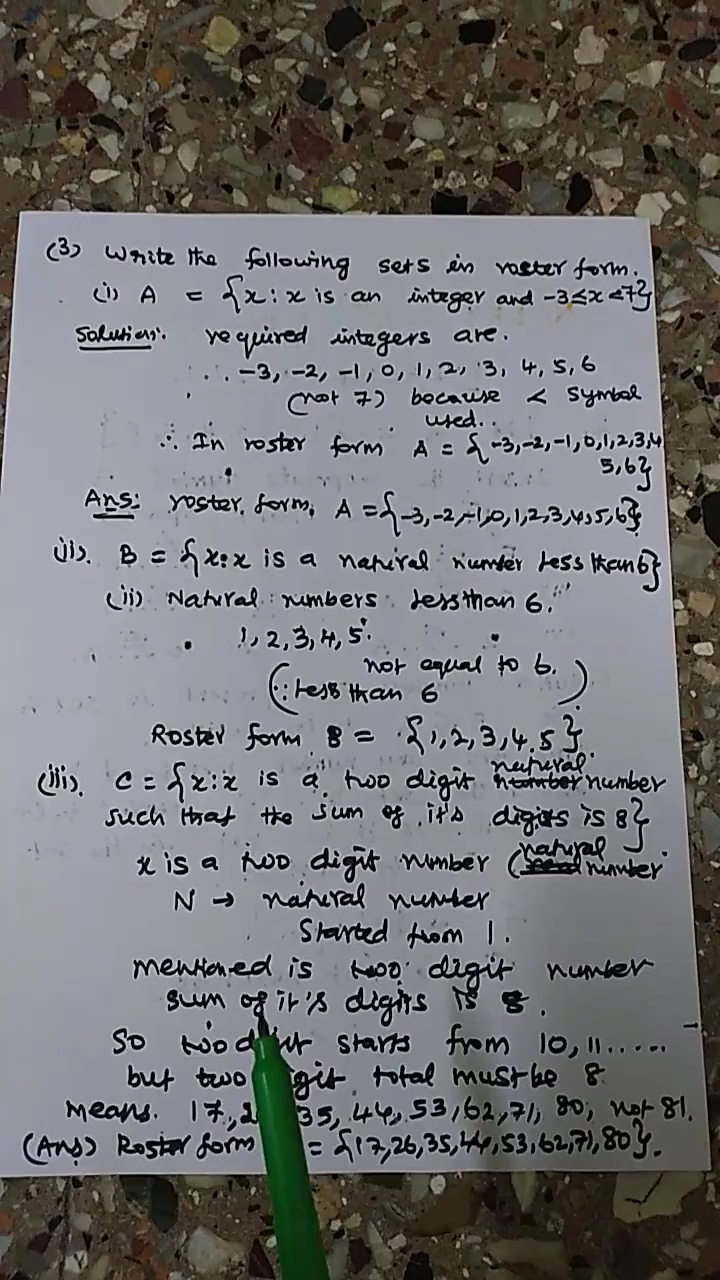 (3) Write the following sets in roster form.
(i) A = {x : x is an integer and -3≤x<7}
Solution: required integers are.
∴ -3, -2, -1, 0, 1, 2, 3, 4, 5, 6
(not 7) because < symbol
used..
∴ In roster form A = {-3,-2,-1,0,1,2,3,4
5,6}
Ans: roster form, A = {-3,-2,-1,0,1,2,3,4,5,6}
(ii). B = {x:x is a natural number less than 6}
(ii) Natural numbers less than 6.
1, 2, 3, 4, 5.
not equal to 6.
(∵ less than 6 )
Roster form B = {1,2,3,4,5}.
natural
(iii). C = {x:x is a two digit number
such that the sum of it's digits is 8}
natural
x is a two digit number ( number
N → natural number
Started from 1.
mentioned is two digit number
sum of it's digits is 8.
So two starts from 10, 11.....
but two digit total must be 8
means. 17, 35, 44, 53, 62, 71, 80, not 81.
(Ans) Roster form = {17,26,35,44,53,62,71,80}.